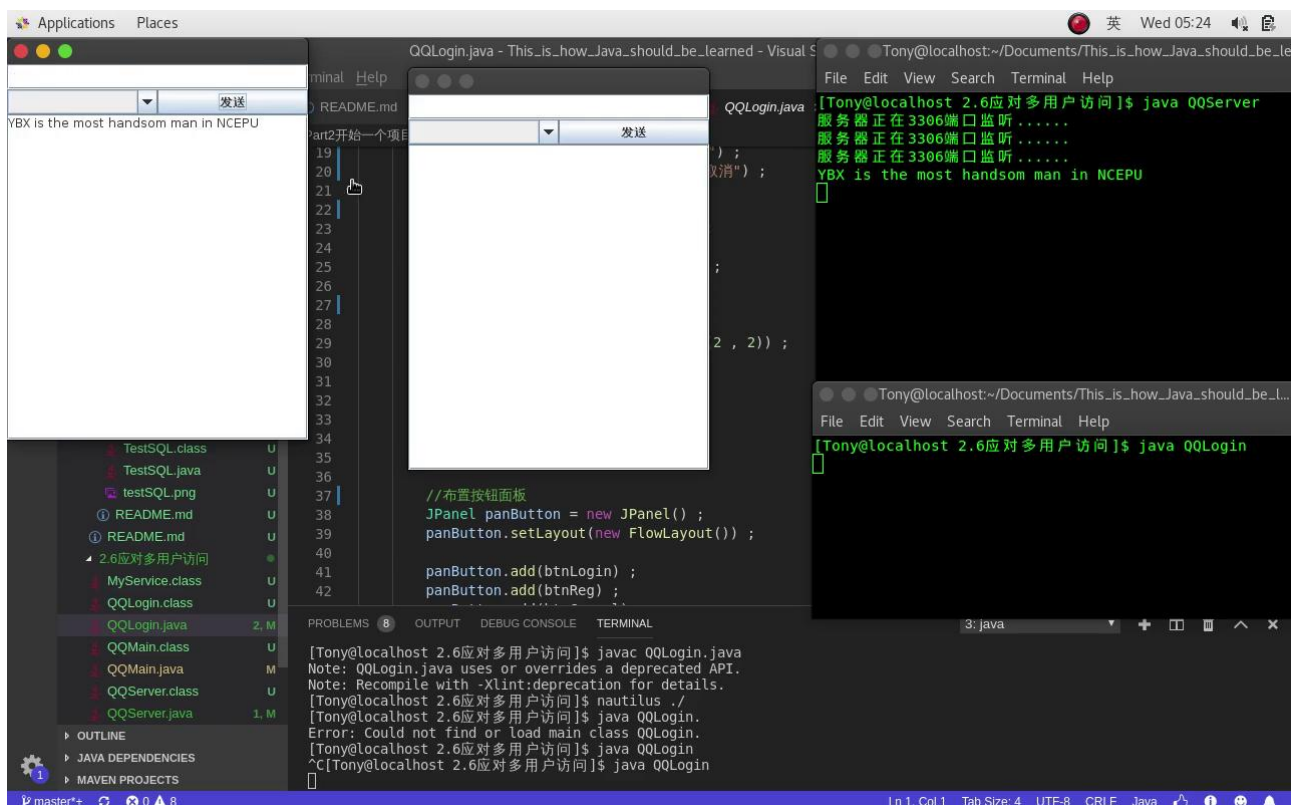 Applications Places
英 Wed 05:24
QQLogin.java - This_is_how_Java_should_be_learned - Visual S
minal Help
README.md
QQLogin.java
Part2开始一个项目
发送
YBX is the most handsom man in NCEPU
发送
19 ") ;
20 取消") ;
21
22
23
24
25 ;
26
27
28
29 2 , 2)) ;
30
31
32
33
34
35
36
37 //布置按钮面板
38 JPanel panButton = new JPanel() ;
39 panButton.setLayout(new FlowLayout()) ;
40
41 panButton.add(btnLogin) ;
42 panButton.add(btnReg) ;
Tony@localhost:~/Documents/This_is_how_Java_should_be_le
File Edit View Search Terminal Help
[Tony@localhost 2.6应对多用户访问]$ java QQServer
服务器正在3306端口监听......
服务器正在3306端口监听......
服务器正在3306端口监听......
YBX is the most handsom man in NCEPU
Tony@localhost:~/Documents/This_is_how_Java_should_be_l...
File Edit View Search Terminal Help
[Tony@localhost 2.6应对多用户访问]$ java QQLogin
TestSQL.class U
TestSQL.java U
testSQL.png U
README.md U
README.md U
2.6应对多用户访问
MyService.class U
QQLogin.class U
QQLogin.java 2, M
QQMain.class U
QQMain.java M
QQServer.class U
QQServer.java 1, M
OUTLINE
JAVA DEPENDENCIES
MAVEN PROJECTS
PROBLEMS 8 OUTPUT DEBUG CONSOLE TERMINAL 3: java
[Tony@localhost 2.6应对多用户访问]$ javac QQLogin.java
Note: QQLogin.java uses or overrides a deprecated API.
Note: Recompile with -Xlint:deprecation for details.
[Tony@localhost 2.6应对多用户访问]$ nautilus ./
[Tony@localhost 2.6应对多用户访问]$ java QQLogin.
Error: Could not find or load main class QQLogin.
[Tony@localhost 2.6应对多用户访问]$ java QQLogin
^C[Tony@localhost 2.6应对多用户访问]$ java QQLogin
1
master*+ 0 8 Ln 1, Col 1 Tab Size: 4 UTF-8 CRLF Java